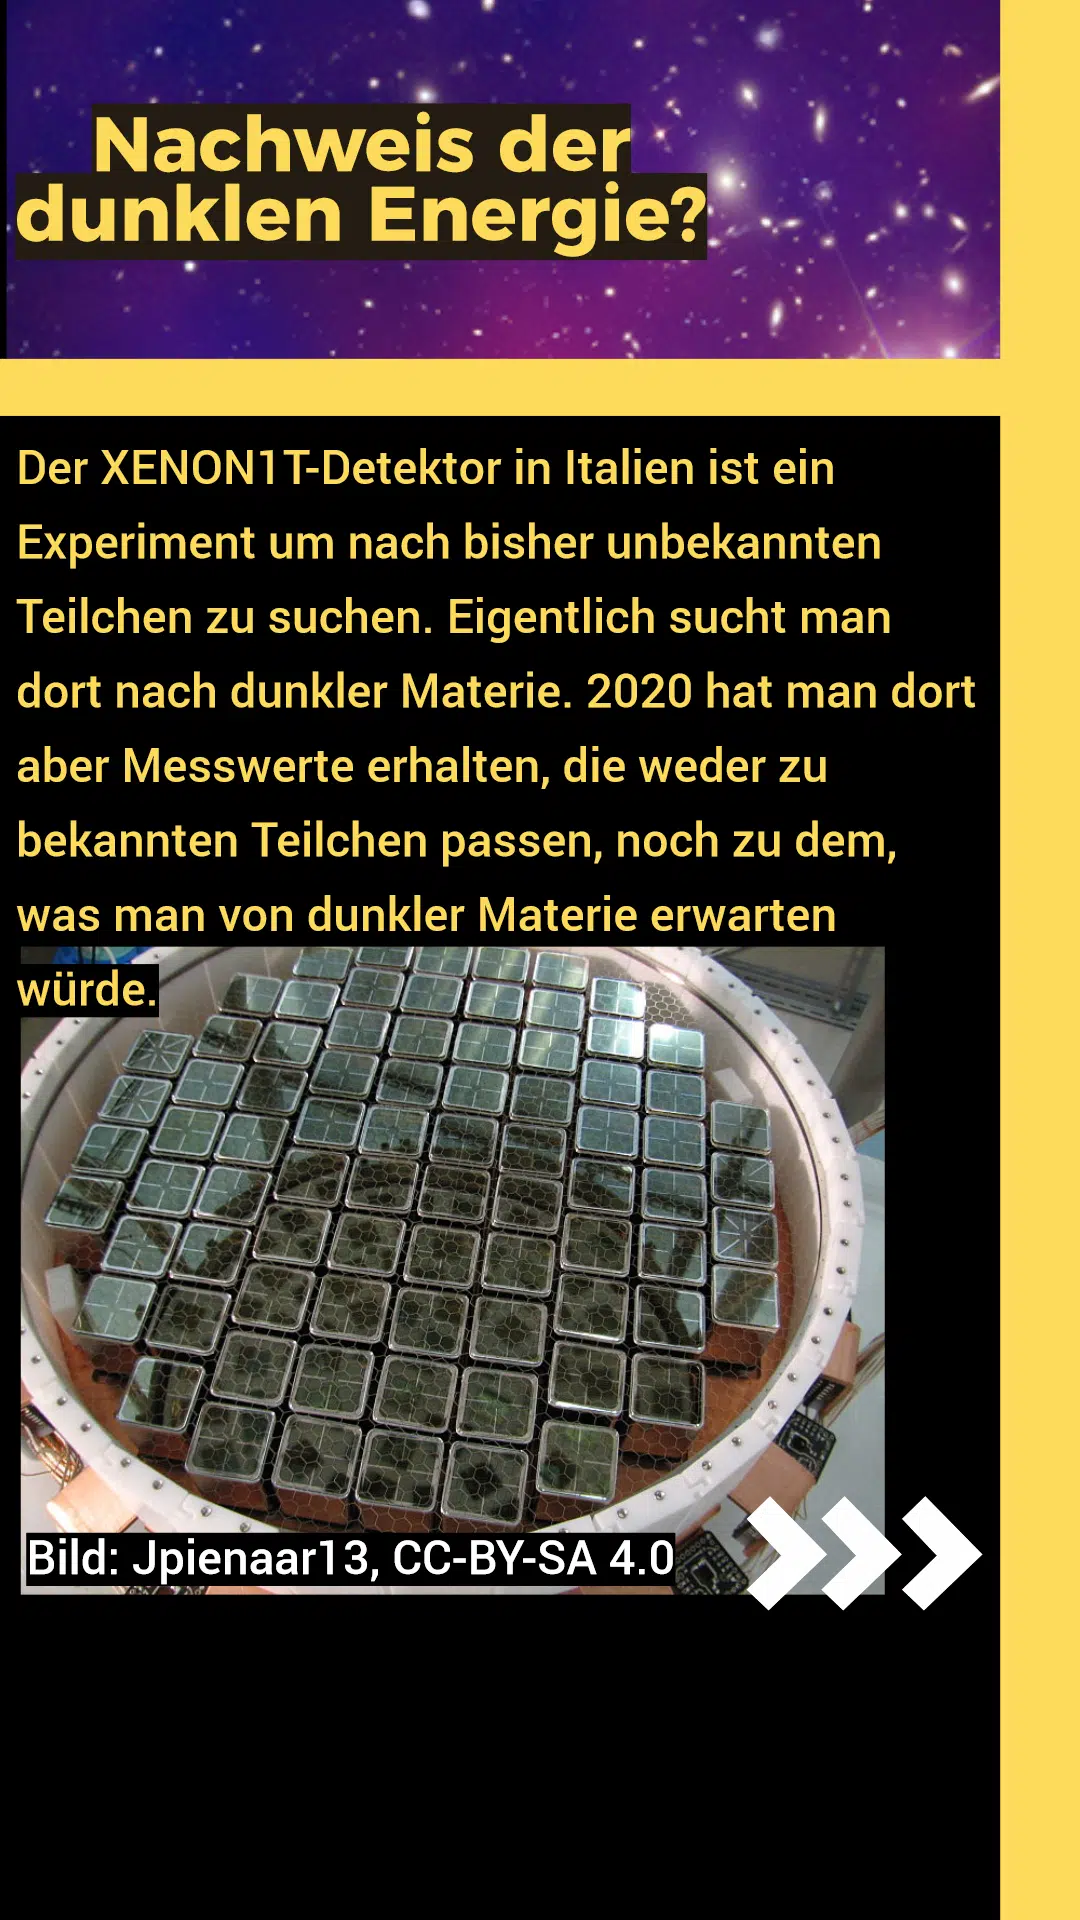 Nachweis der
dunklen Energie?
Der XENON1T-Detektor in Italien ist ein
Experiment um nach bisher unbekannten
Teilchen zu suchen. Eigentlich sucht man
dort nach dunkler Materie. 2020 hat man dort
aber Messwerte erhalten, die weder zu
bekannten Teilchen passen, noch zu dem,
was man von dunkler Materie erwarten
würde.
Bild: Jpienaar13, CC-BY-SA 4.0